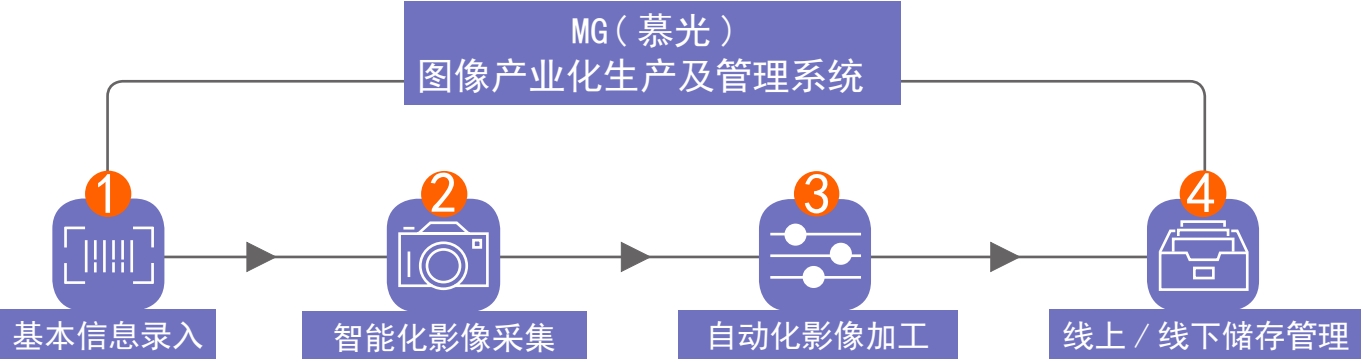 MG(慕光)
图像产业化生产及管理系统
1
2
3
4
基本信息录入
智能化影像采集
自动化影像加工
线上/线下储存管理